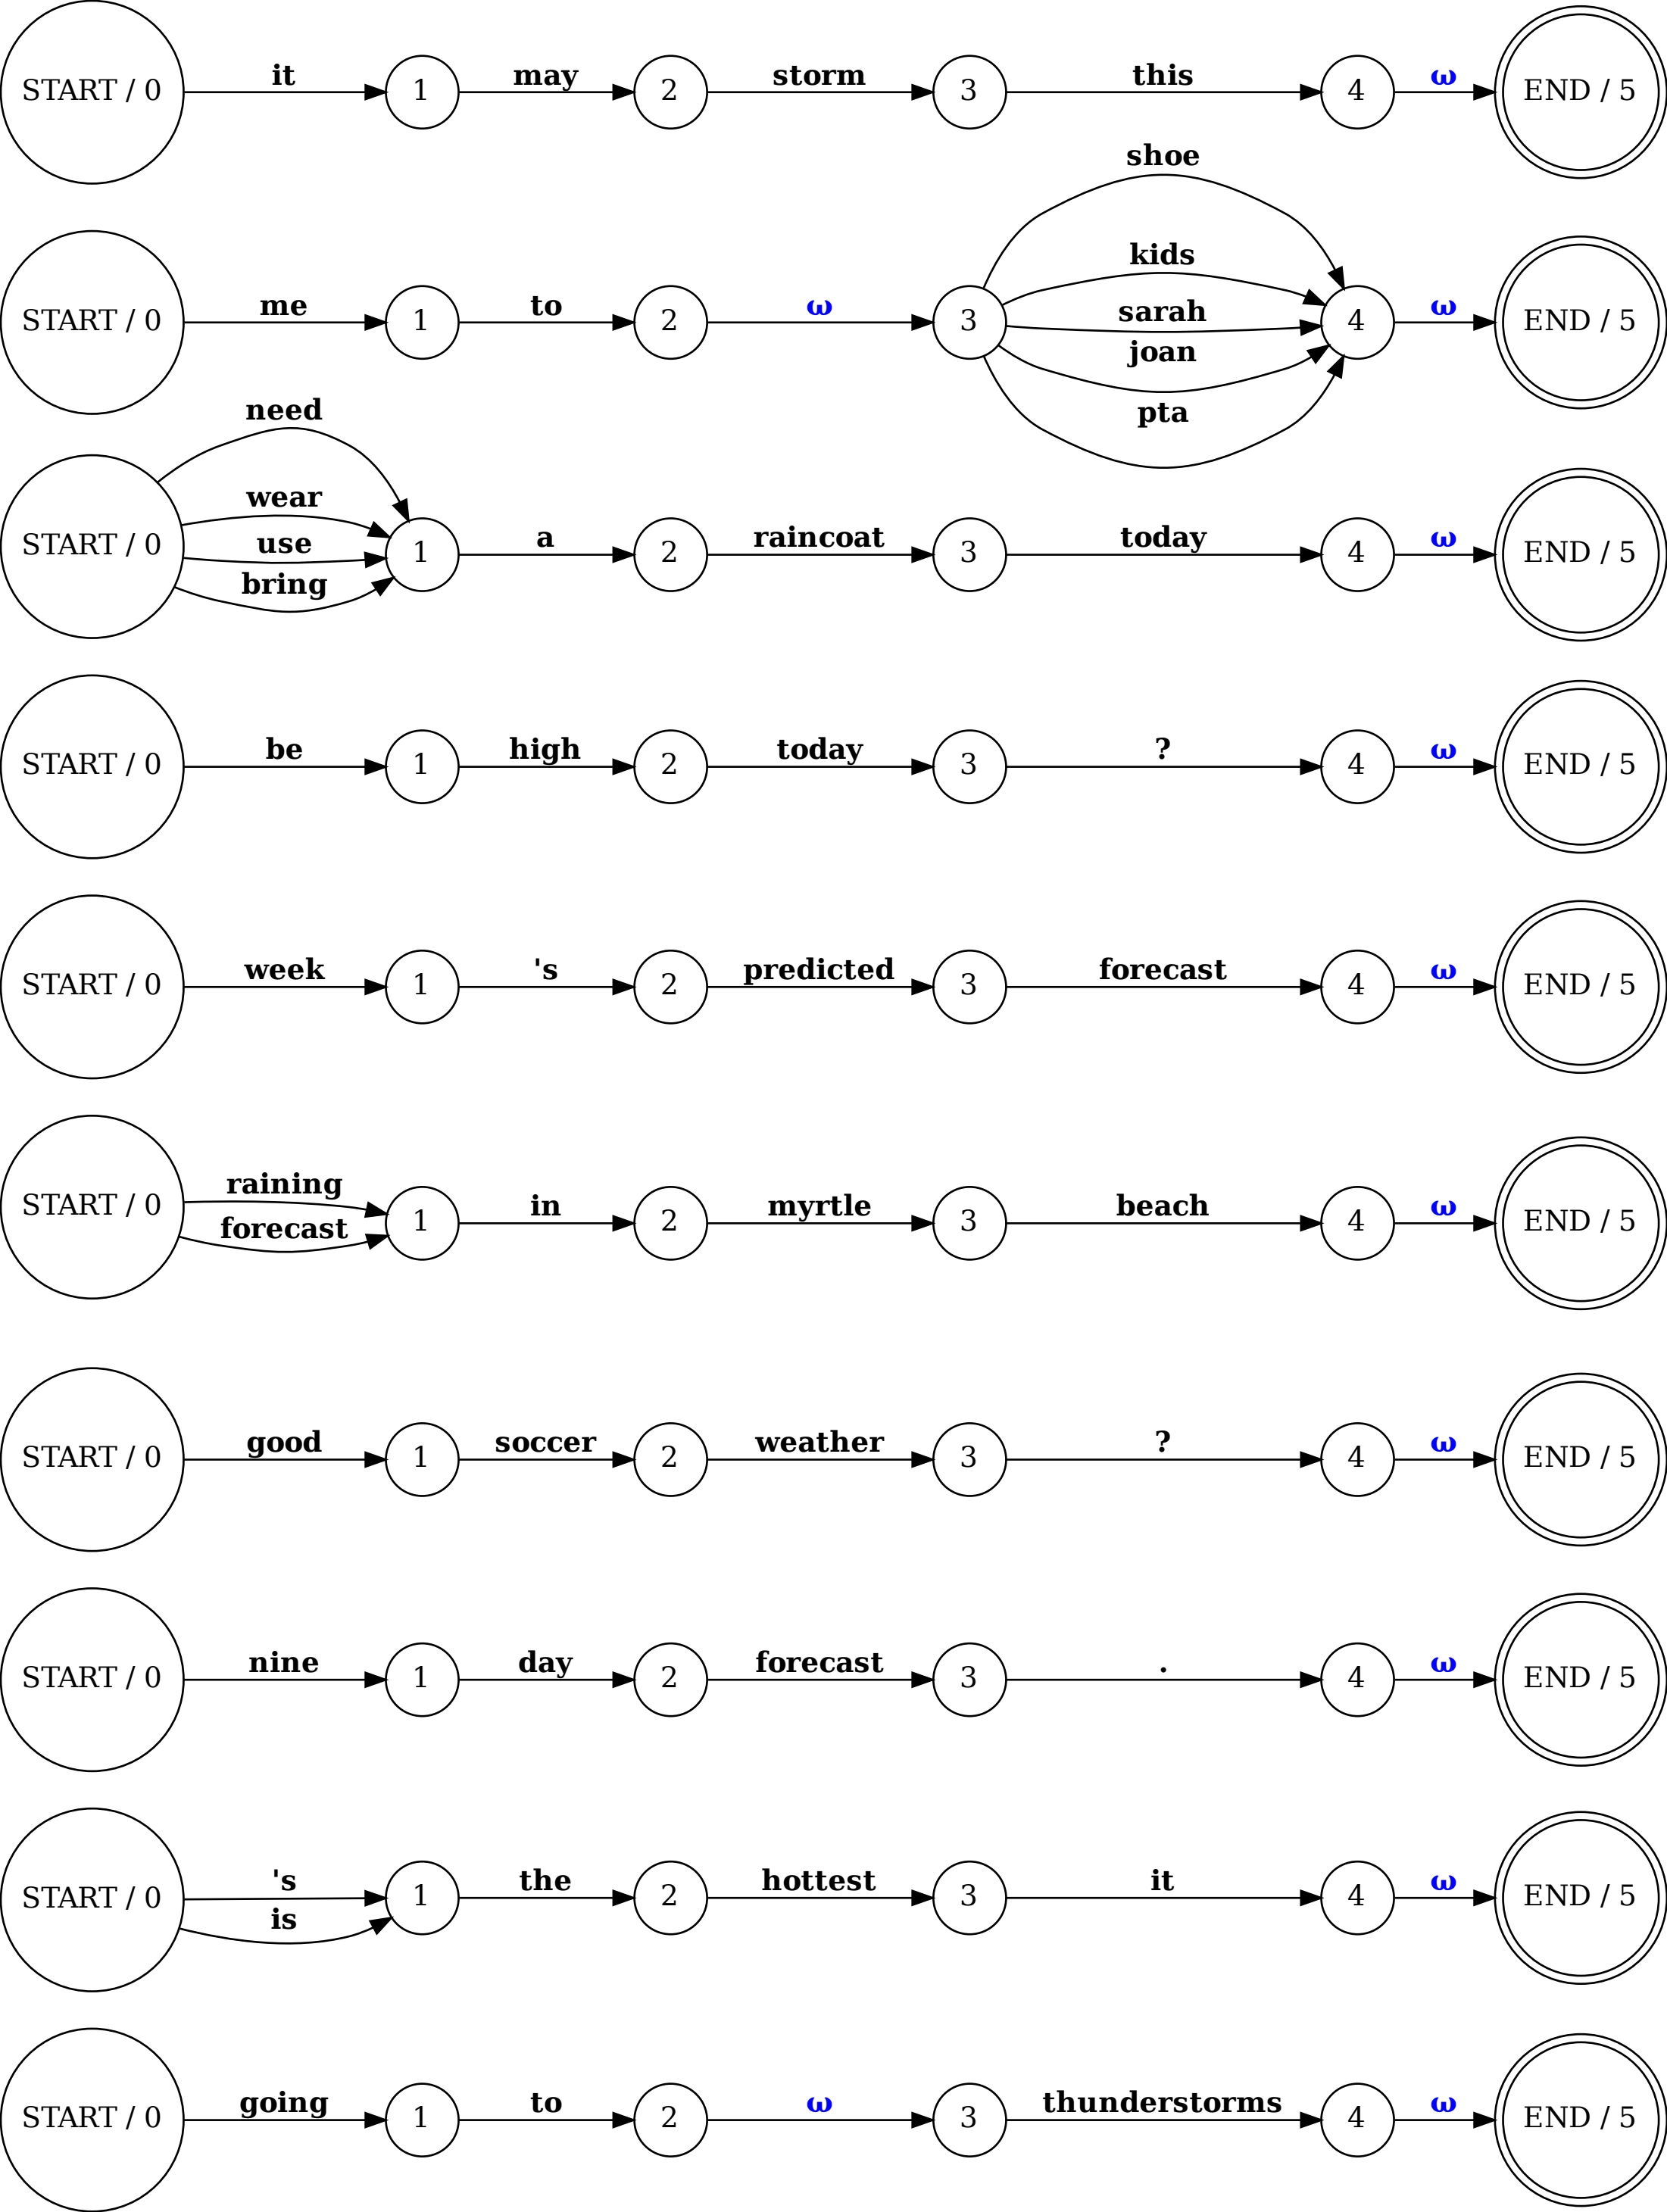 START / 0 it 1 may 2 storm 3 this 4 ω END / 5
shoe
kids
START / 0 me 1 to 2 ω 3 sarah 4 ω END / 5
joan
pta
need
wear
START / 0 use 1 a 2 raincoat 3 today 4 ω END / 5
bring
START / 0 be 1 high 2 today 3 ? 4 ω END / 5
START / 0 week 1 's 2 predicted 3 forecast 4 ω END / 5
START / 0 raining 1 in 2 myrtle 3 beach 4 ω END / 5
forecast
START / 0 good 1 soccer 2 weather 3 ? 4 ω END / 5
START / 0 nine 1 day 2 forecast 3 . 4 ω END / 5
START / 0 's 1 the 2 hottest 3 it 4 ω END / 5
is
START / 0 going 1 to 2 ω 3 thunderstorms 4 ω END / 5